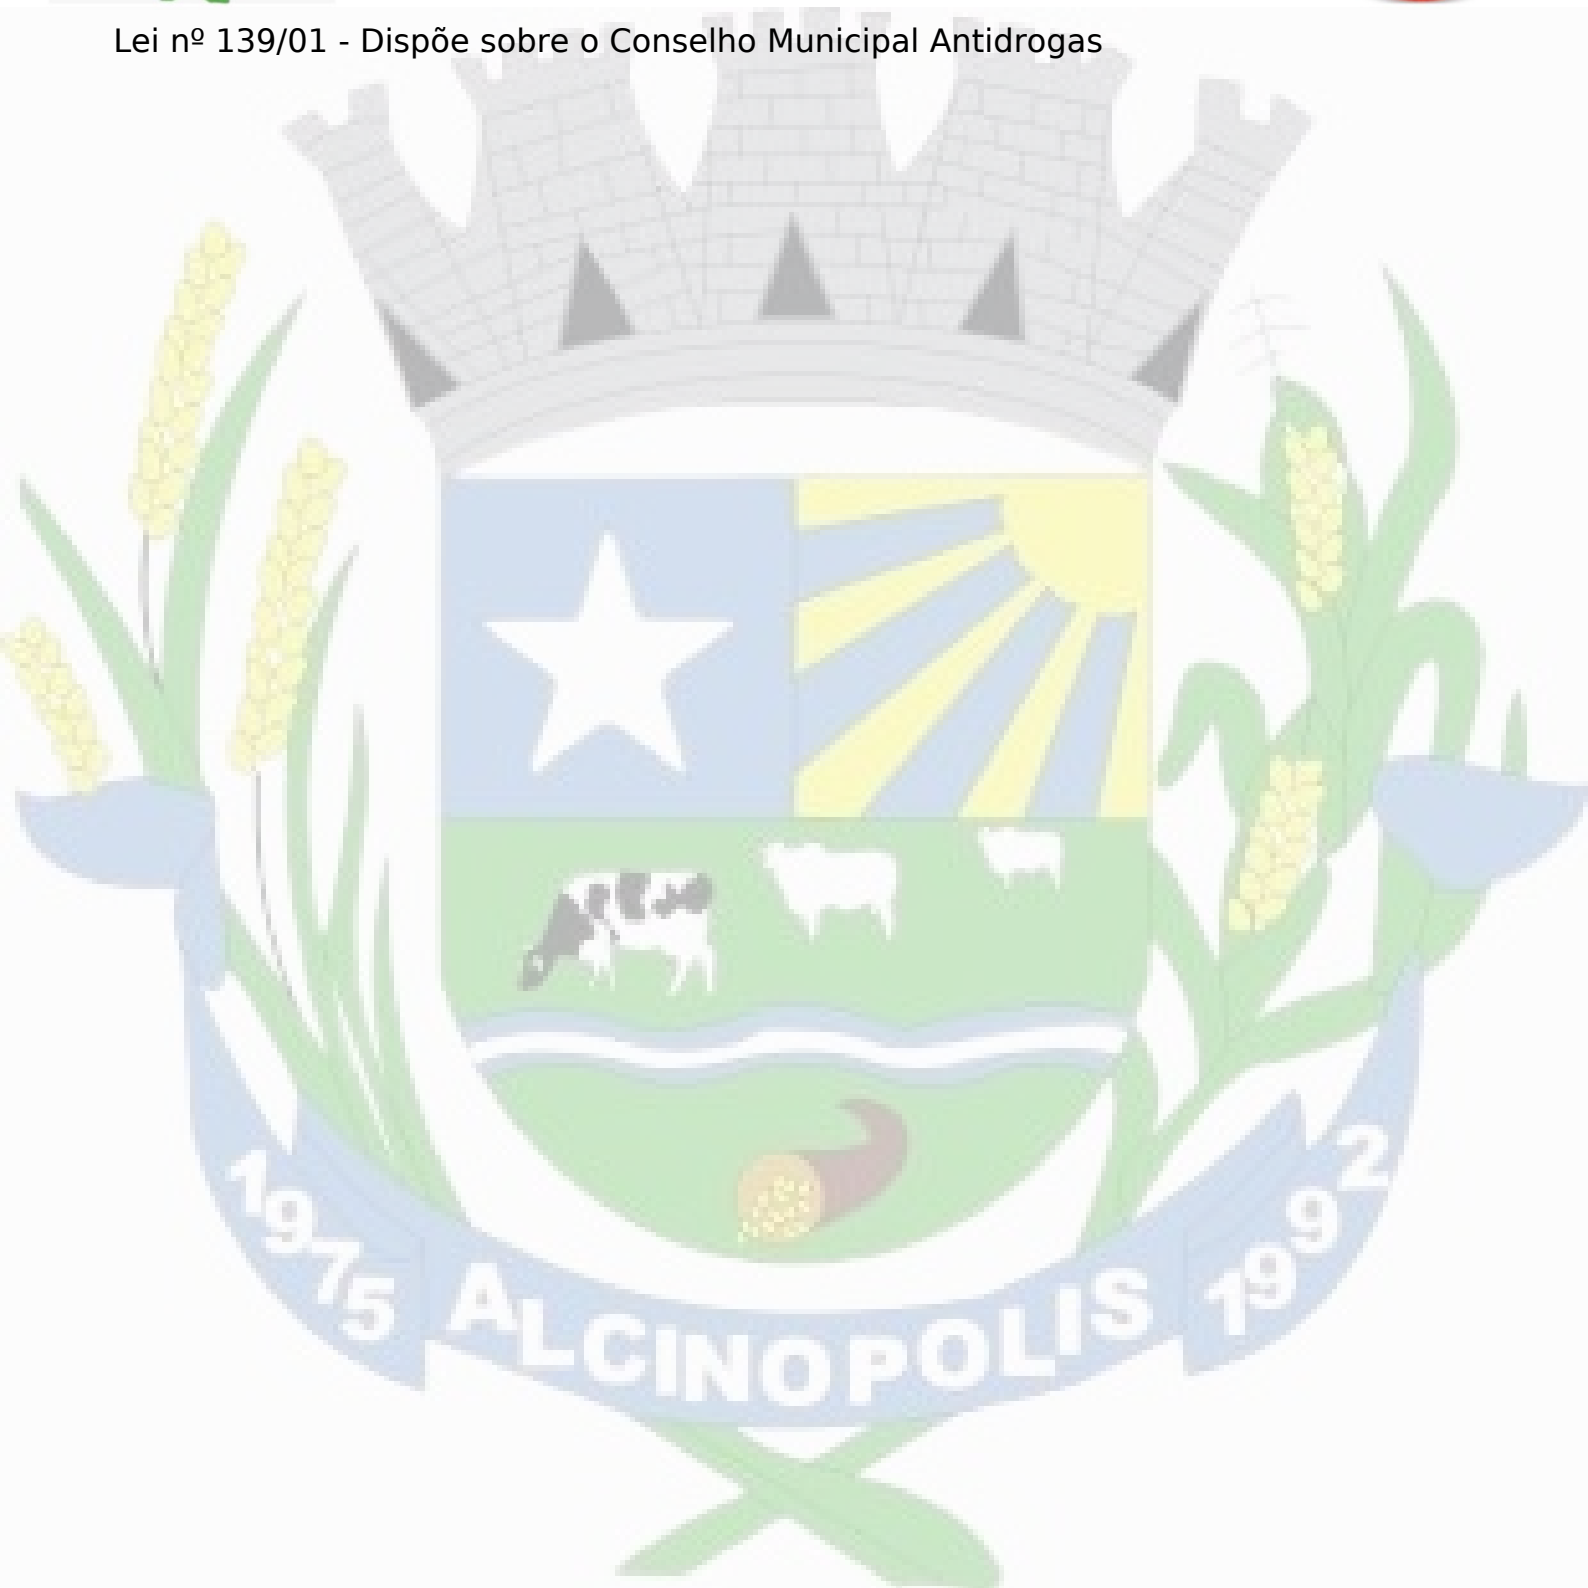 Lei nº 139/01 - Dispõe sobre o Conselho Municipal Antidrogas
1975 ALCINOPOLIS 1992